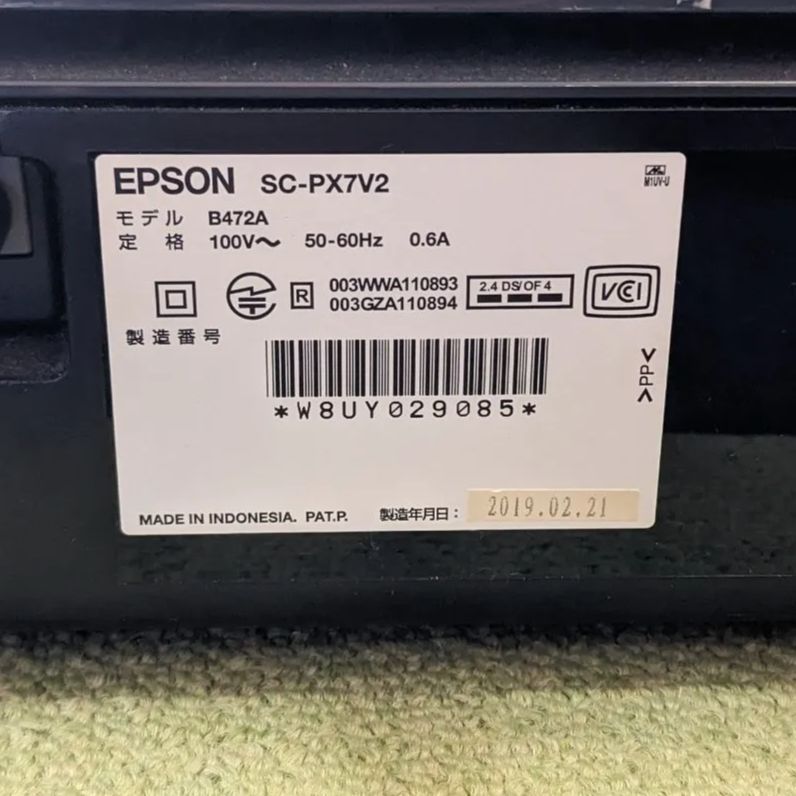 EPSON SC-PX7V2
M1UV-U
モデル B472A
定格 100V〜 50-60Hz 0.6A
R 003WWA110893
003GZA110894
2.4 DS/OF 4
VCI
製造番号
*W8UY029085*
>PP<
MADE IN INDONESIA. PAT.P. 製造年月日: 2019.02.21